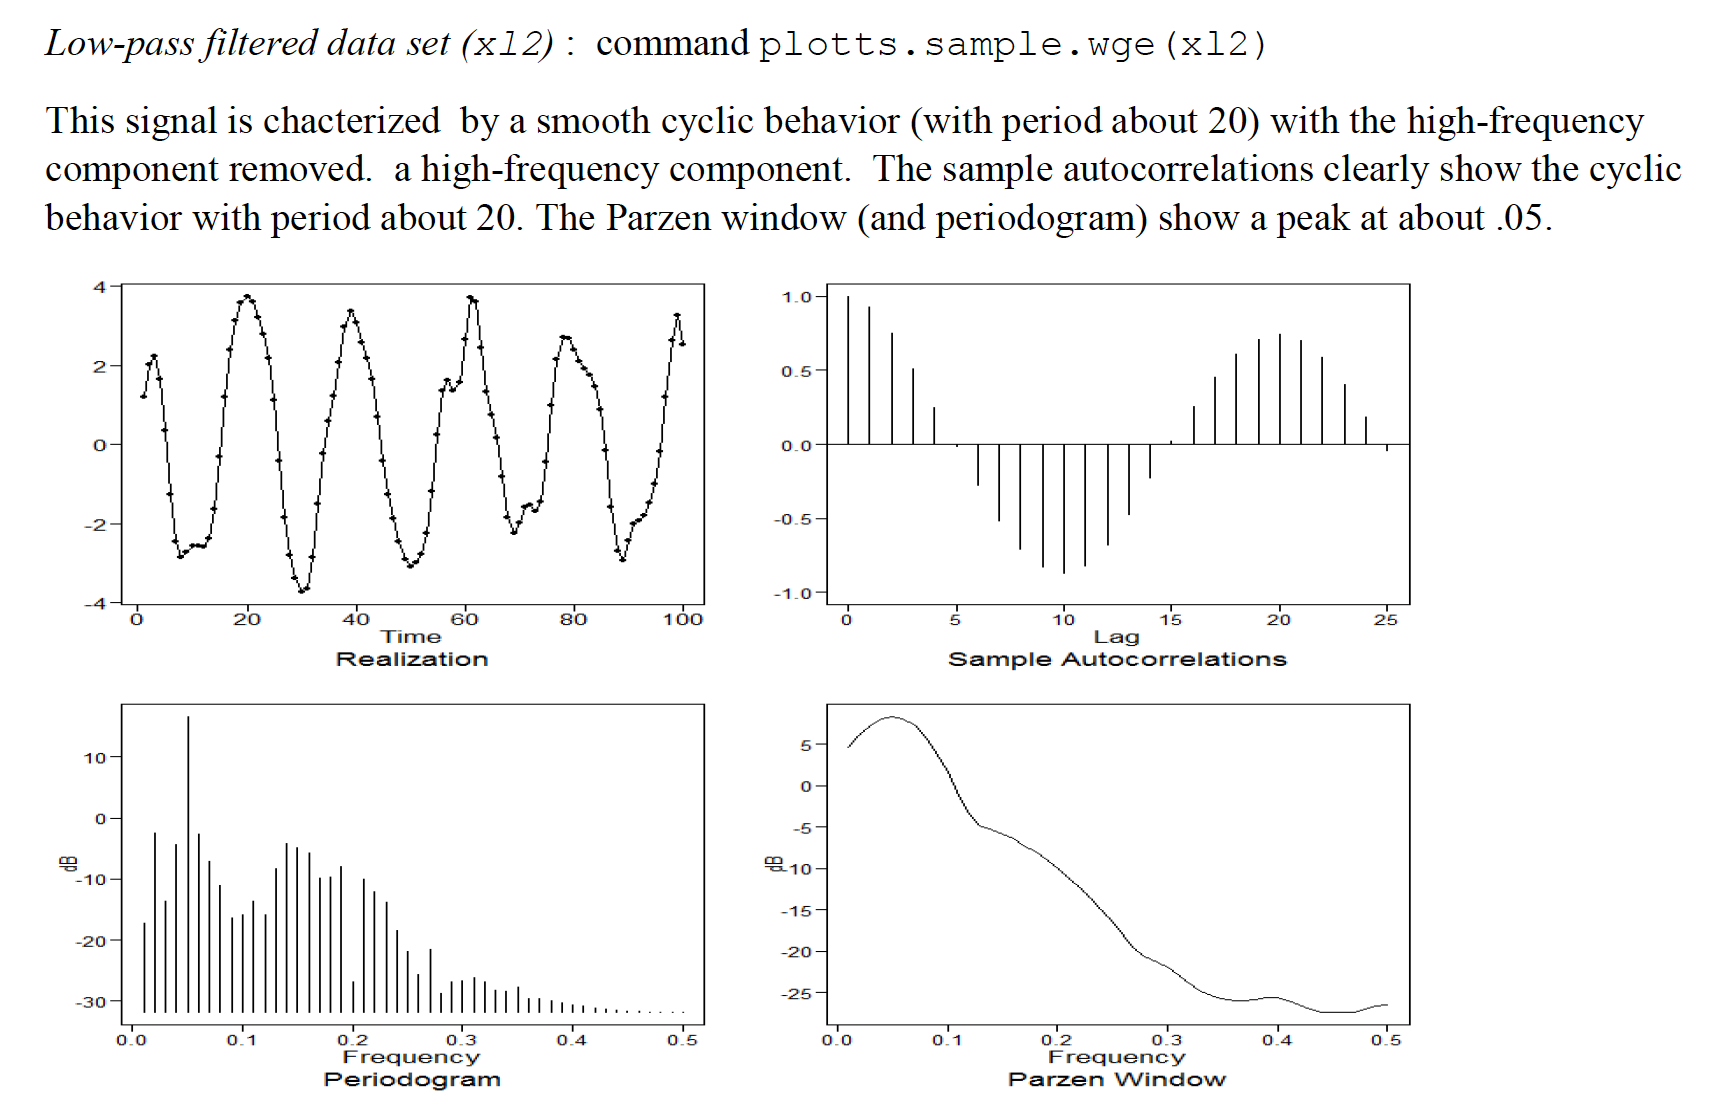 Low-pass filtered data set (xl2) : command plotts.sample.wge(xl2)
This signal is chacterized by a smooth cyclic behavior (with period about 20) with the high-frequency
component removed. a high-frequency component. The sample autocorrelations clearly show the cyclic
behavior with period about 20. The Parzen window (and periodogram) show a peak at about .05.
4
2
0
-2
-4
0 20 40 60 80 100
Time
Realization
1.0
0.5
0.0
-0.5
-1.0
0 5 10 15 20 25
Lag
Sample Autocorrelations
10
0
-10
-20
-30
dB
0.0 0.1 0.2 0.3 0.4 0.5
Frequency
Periodogram
5
0
-5
-10
-15
-20
-25
dB
0.0 0.1 0.2 0.3 0.4 0.5
Frequency
Parzen Window